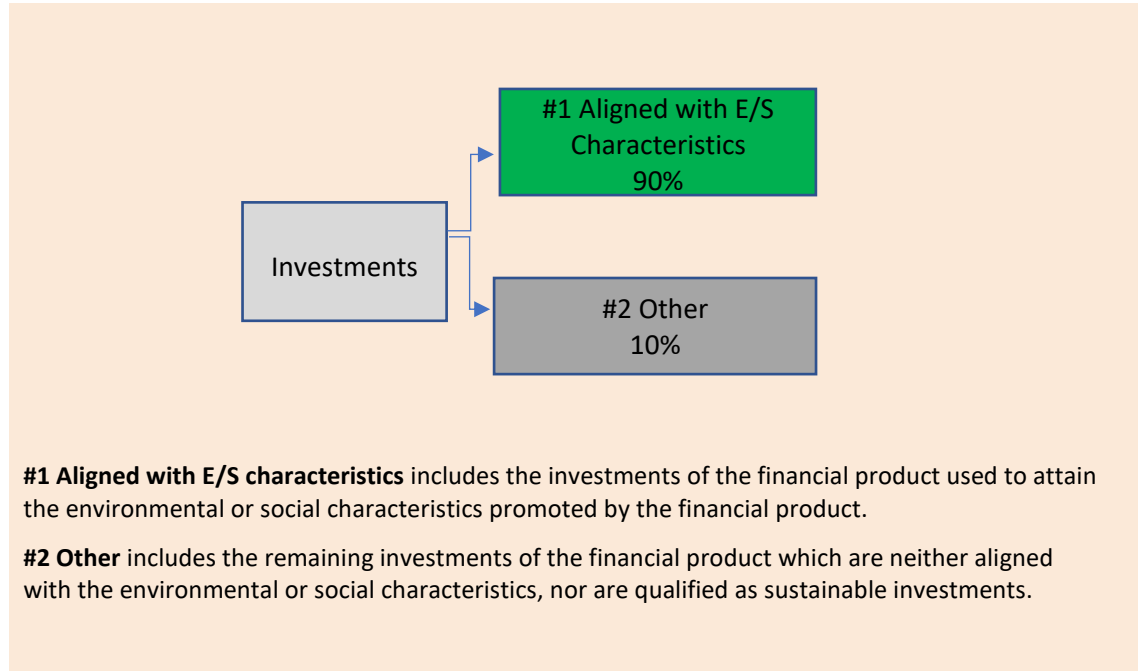 #1 Aligned with E/S
Characteristics
90%
Investments
#2 Other
10%
#1 Aligned with E/S characteristics includes the investments of the financial product used to attain
the environmental or social characteristics promoted by the financial product.
#2 Other includes the remaining investments of the financial product which are neither aligned
with the environmental or social characteristics, nor are qualified as sustainable investments.